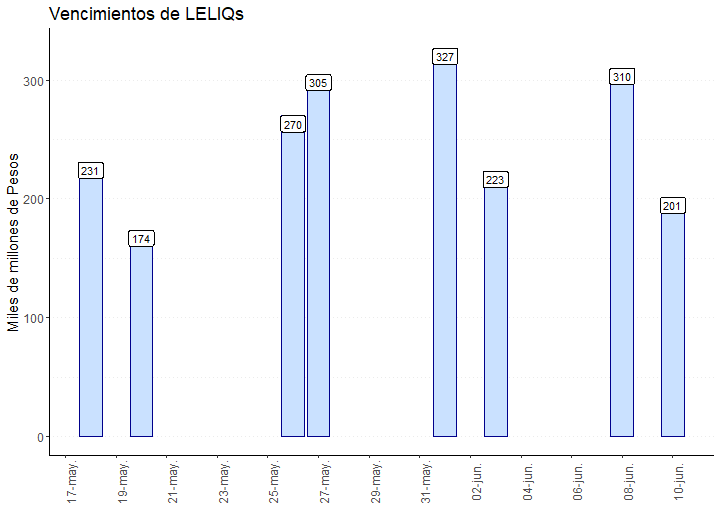 Vencimientos de LELIQs
Miles de millones de Pesos
300
200
100
0
231
174
270
305
327
223
310
201
17-may.
19-may.
21-may.
23-may.
25-may.
27-may.
29-may.
31-may.
02-jun.
04-jun.
06-jun.
08-jun.
10-jun.